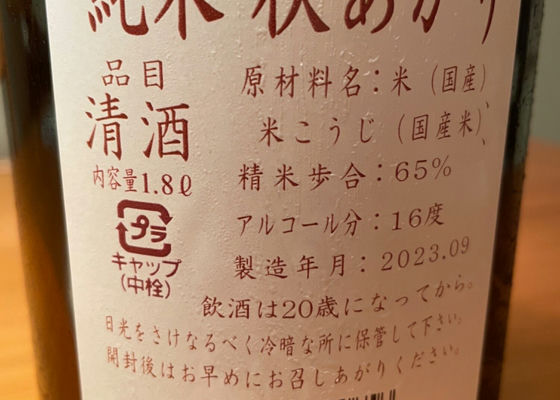 純米 秋あがり
品目
清酒
内容量1.8ℓ
プラ
キャップ
(中栓)
原材料名：米（国産）、
米こうじ（国産米）、
精米歩合：65%
アルコール分：16度
製造年月：2023.09
飲酒は20歳になってから。
日光をさけなるべく冷暗な所に保管して下さい。
開封後はお早めにお召しあがりください。